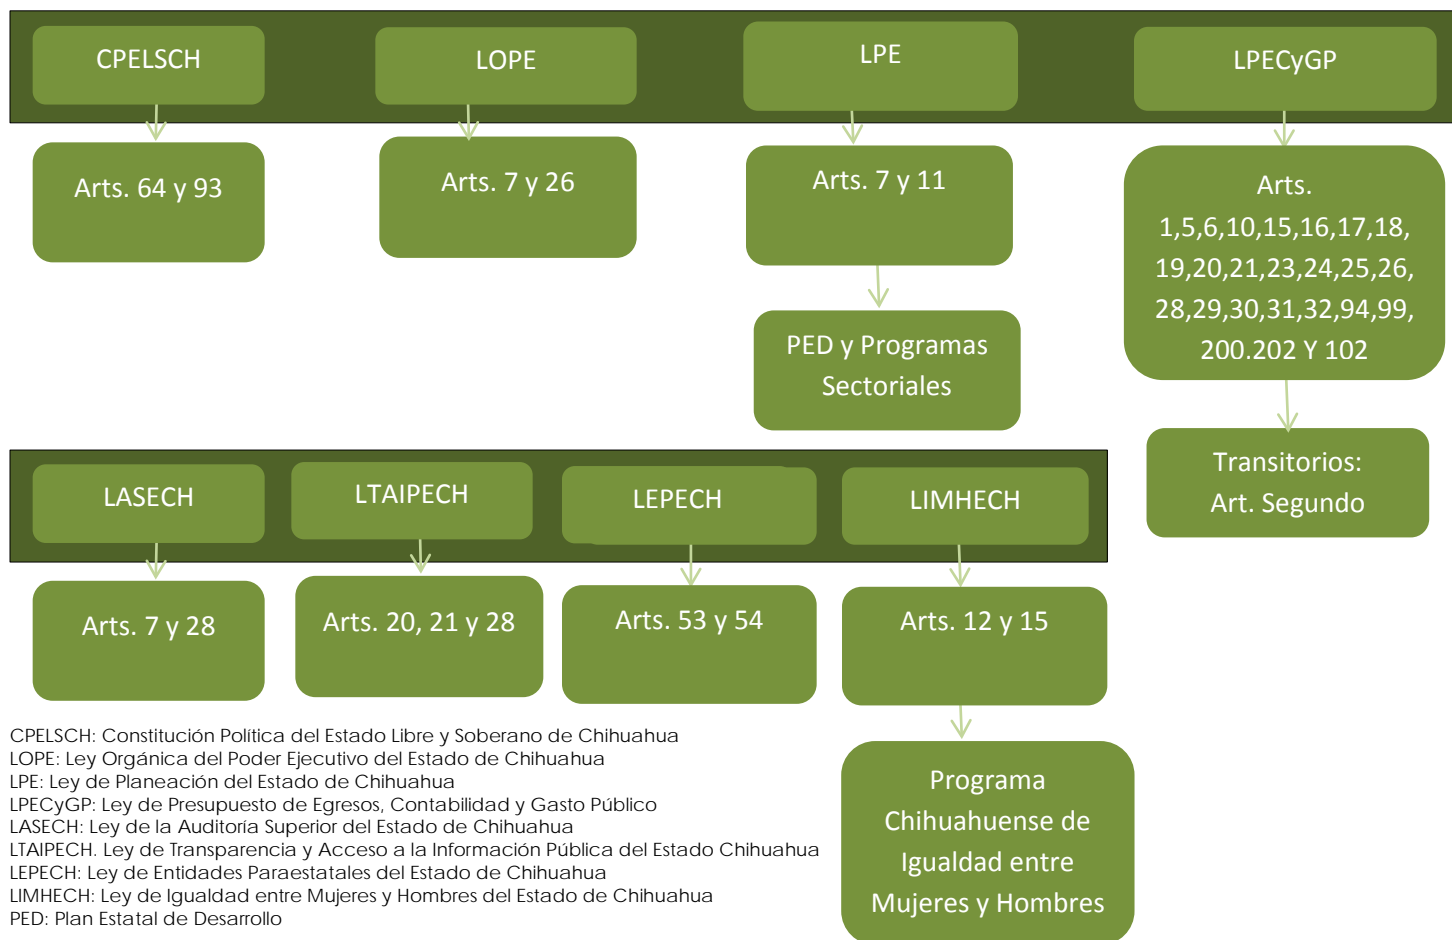 CPELSCH
LOPE
LPE
LPECyGP
Arts. 64 y 93
Arts. 7 y 26
Arts. 7 y 11
Arts.
1,5,6,10,15,16,17,18,
19,20,21,23,24,25,26,
28,29,30,31,32,94,99,
200.202 Y 102
PED y Programas
Sectoriales
Transitorios:
Art. Segundo
LASECH
LTAIPECH
LEPECH
LIMHECH
Arts. 7 y 28
Arts. 20, 21 y 28
Arts. 53 y 54
Arts. 12 y 15
Programa
Chihuahuense de
Igualdad entre
Mujeres y Hombres
CPELSCH: Constitución Política del Estado Libre y Soberano de Chihuahua
LOPE: Ley Orgánica del Poder Ejecutivo del Estado de Chihuahua
LPE: Ley de Planeación del Estado de Chihuahua
LPECyGP: Ley de Presupuesto de Egresos, Contabilidad y Gasto Público
LASECH: Ley de la Auditoría Superior del Estado de Chihuahua
LTAIPECH. Ley de Transparencia y Acceso a la Información Pública del Estado Chihuahua
LEPECH: Ley de Entidades Paraestatales del Estado de Chihuahua
LIMHECH: Ley de Igualdad entre Mujeres y Hombres del Estado de Chihuahua
PED: Plan Estatal de Desarrollo